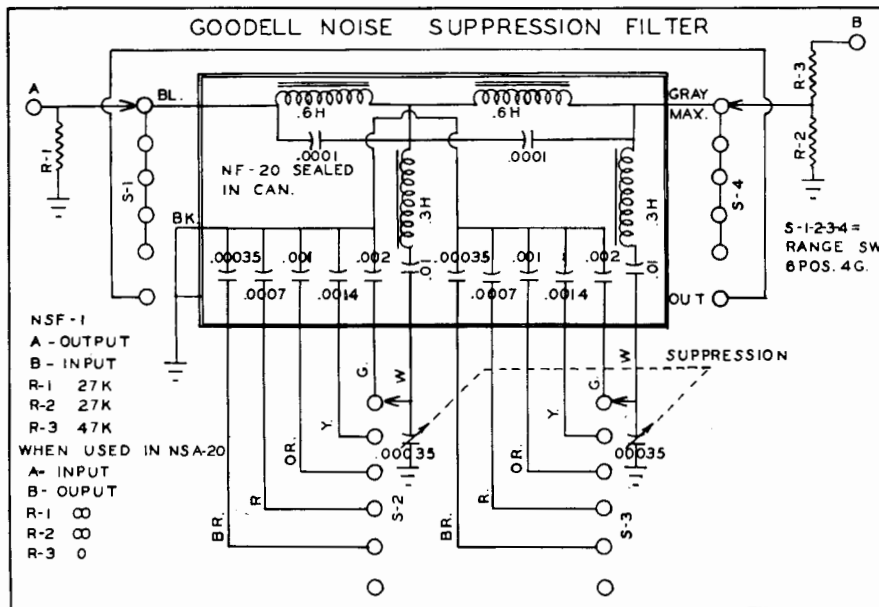 GOODELL NOISE SUPPRESSION FILTER
B
A
BL.
.6H
.6H
GRAY
MAX.
R-3
R-2
R-1
S-1
.0001
.0001
NF-20 SEALED
IN CAN.
.3H
.3H
S-4
BK.
S-1-2-3-4 =
RANGE SW
6 POS. 4G.
.00035
.001
.002
.01
.00035
.001
.002
.01
.0007
.0014
.0007
.0014
OUT
NSF-1
A - OUTPUT
B - INPUT
R-1 27K
R-2 27K
R-3 47K
WHEN USED IN NSA-20
A= INPUT
B- OUPUT
R-1 ∞
R-2 ∞
R-3 0
SUPPRESSION
G.
W
G.
W
Y.
Y.
.00035
.00035
OR.
OR.
R
R.
S-2
S-3
BR.
BR.